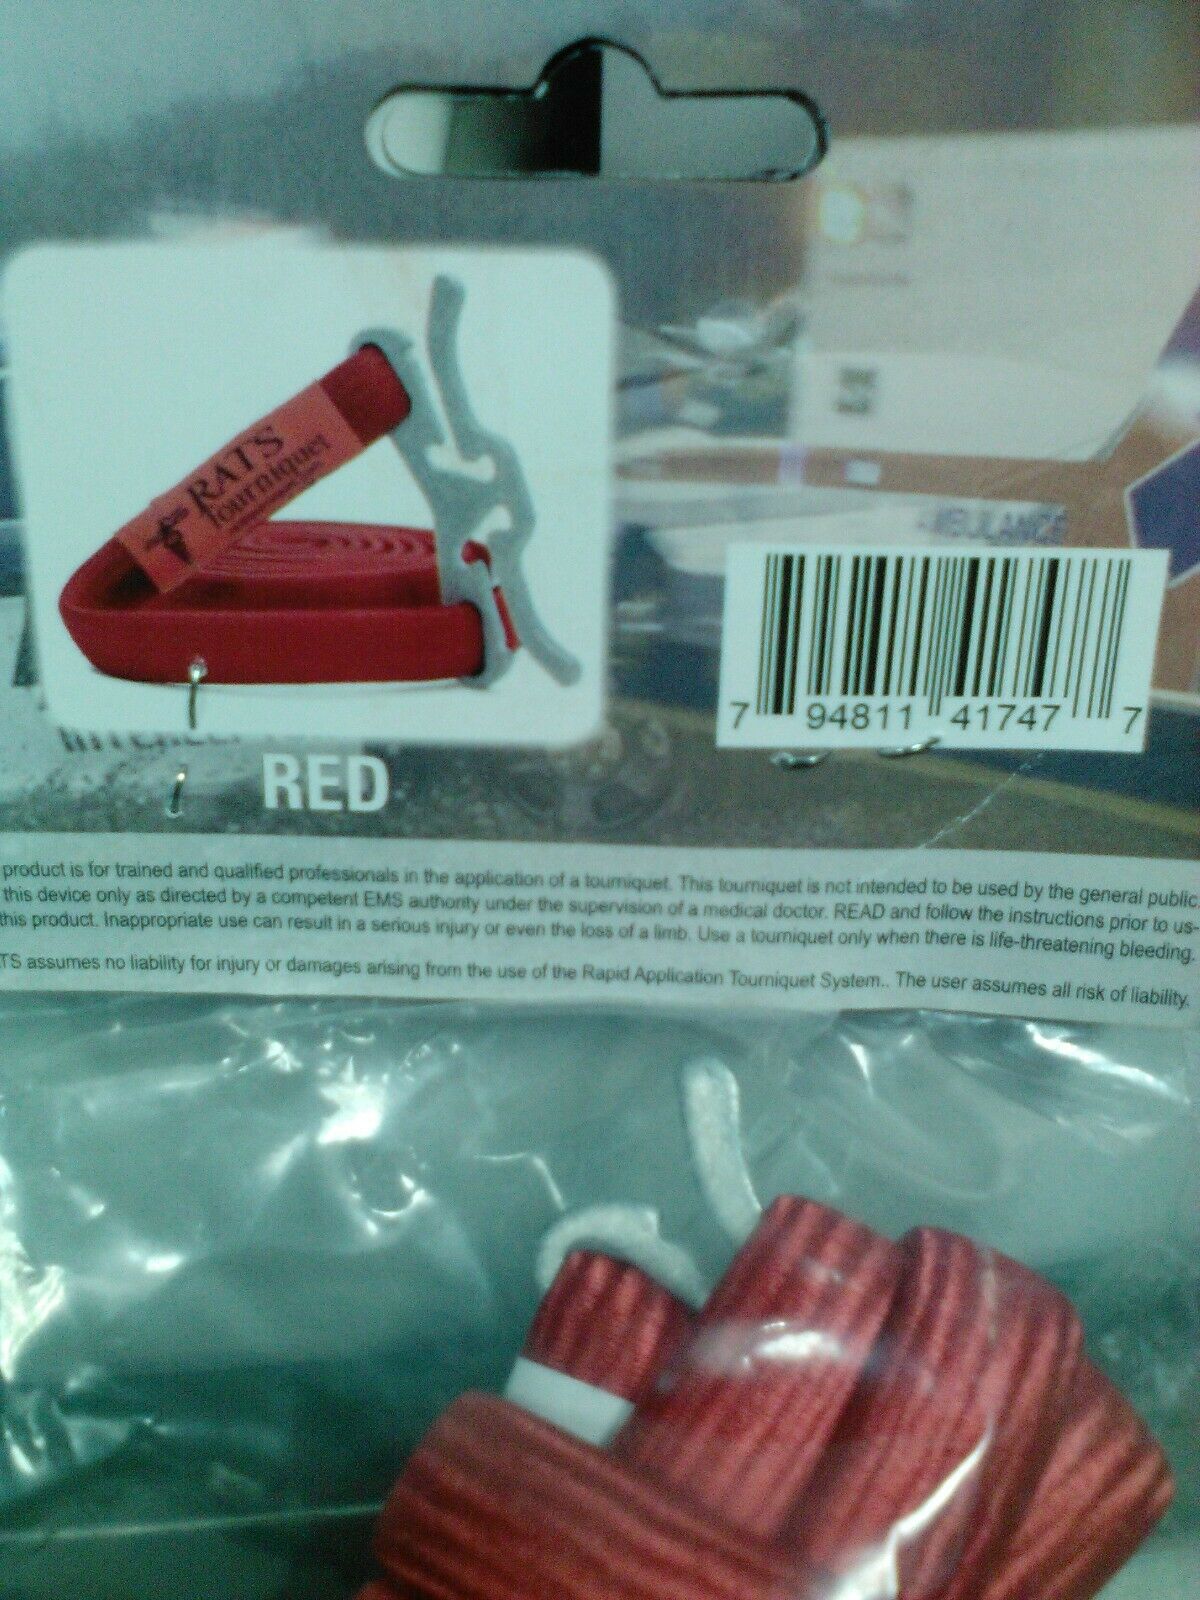 RATS
Tourniquet
AMBULANCE
7 94811 41747 7
RED
product is for trained and qualified professionals in the application of a tourniquet. This tourniquet is not intended to be used by the general public.
this device only as directed by a competent EMS authority under the supervision of a medical doctor. READ and follow the instructions prior to us-
this product. Inappropriate use can result in a serious injury or even the loss of a limb. Use a tourniquet only when there is life-threatening bleeding.
TS assumes no liability for injury or damages arising from the use of the Rapid Application Tourniquet System.. The user assumes all risk of liability.